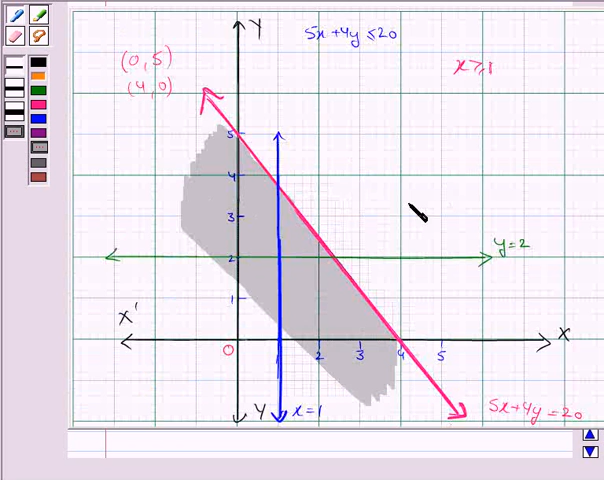 Y
5x+4y ≤ 20
(0,5)
(4,0)
x ≥ 1
5
4
3
y=2
2
1
X'
X
O
1 2 3 4 5
Y x=1
5x+4y=20